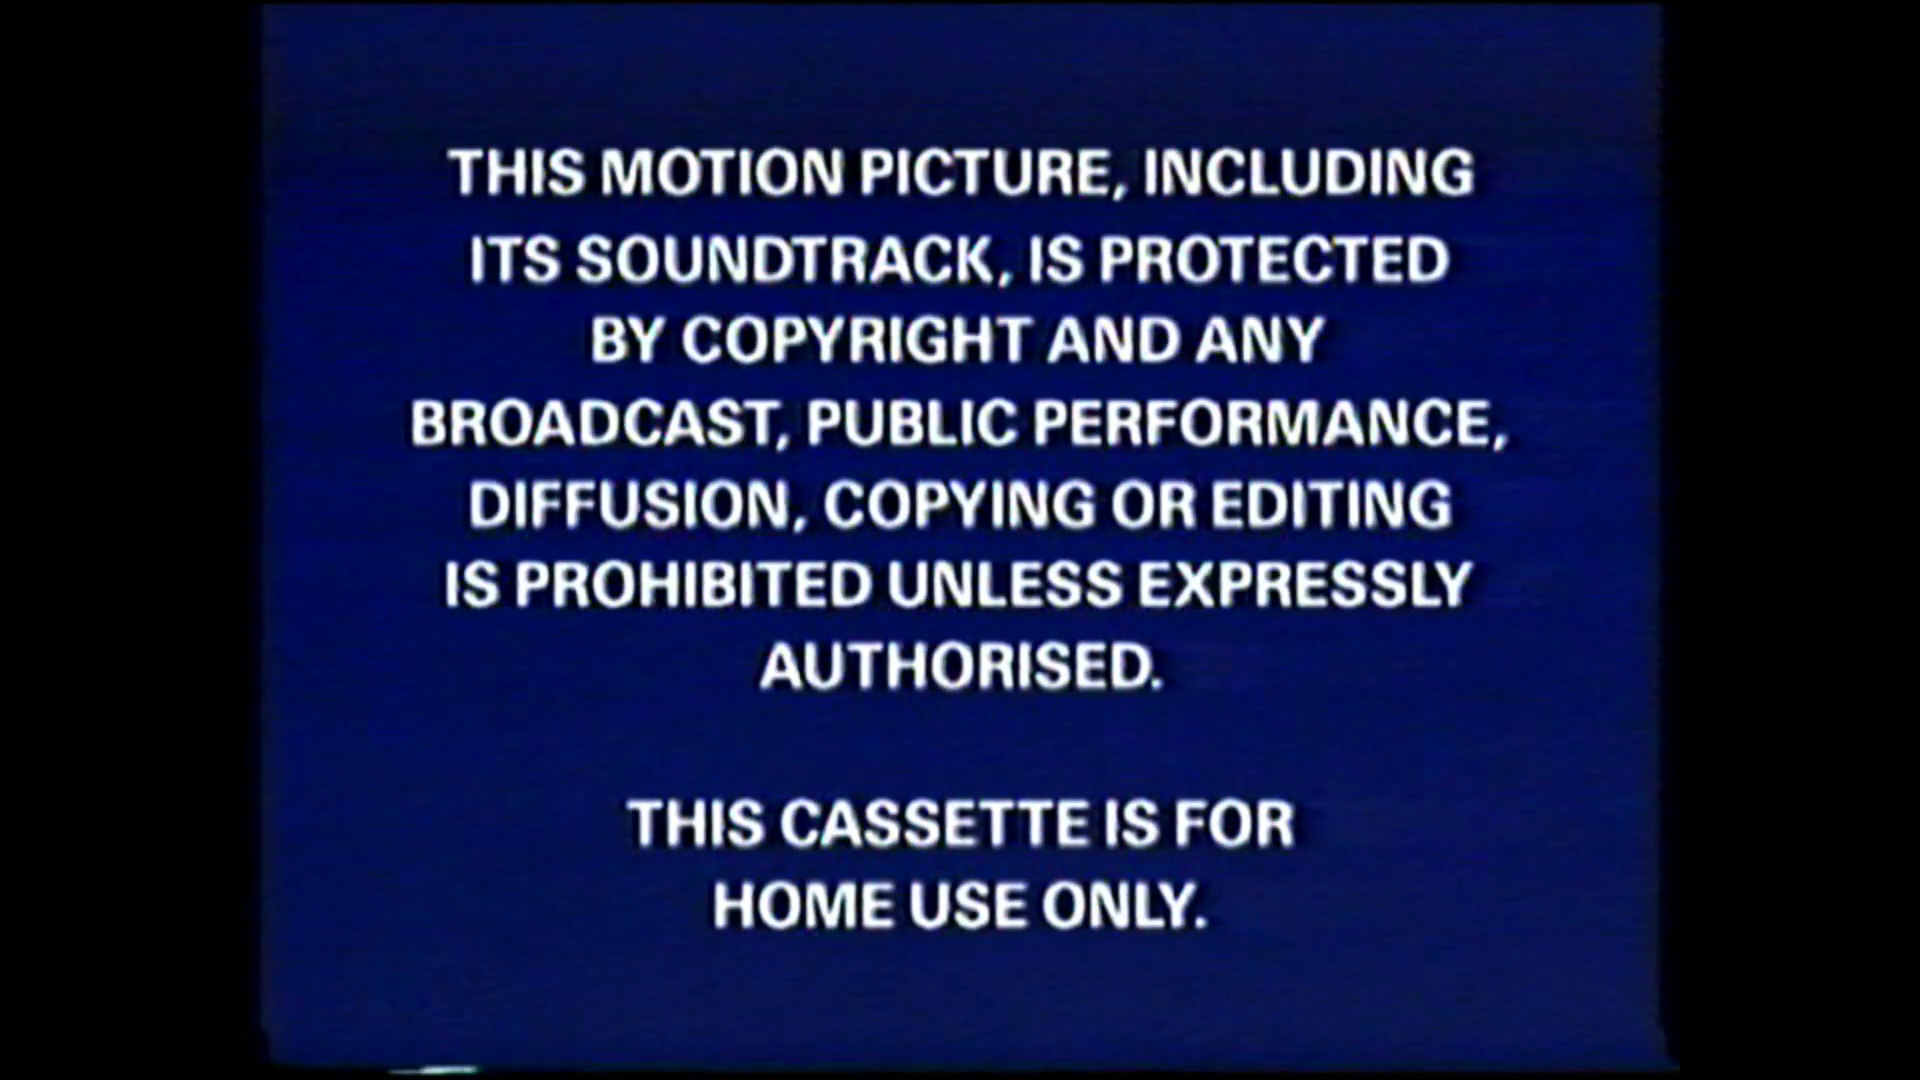 THIS MOTION PICTURE, INCLUDING
ITS SOUNDTRACK, IS PROTECTED
BY COPYRIGHT AND ANY
BROADCAST, PUBLIC PERFORMANCE,
DIFFUSION, COPYING OR EDITING
IS PROHIBITED UNLESS EXPRESSLY
AUTHORISED.
THIS CASSETTE IS FOR
HOME USE ONLY.